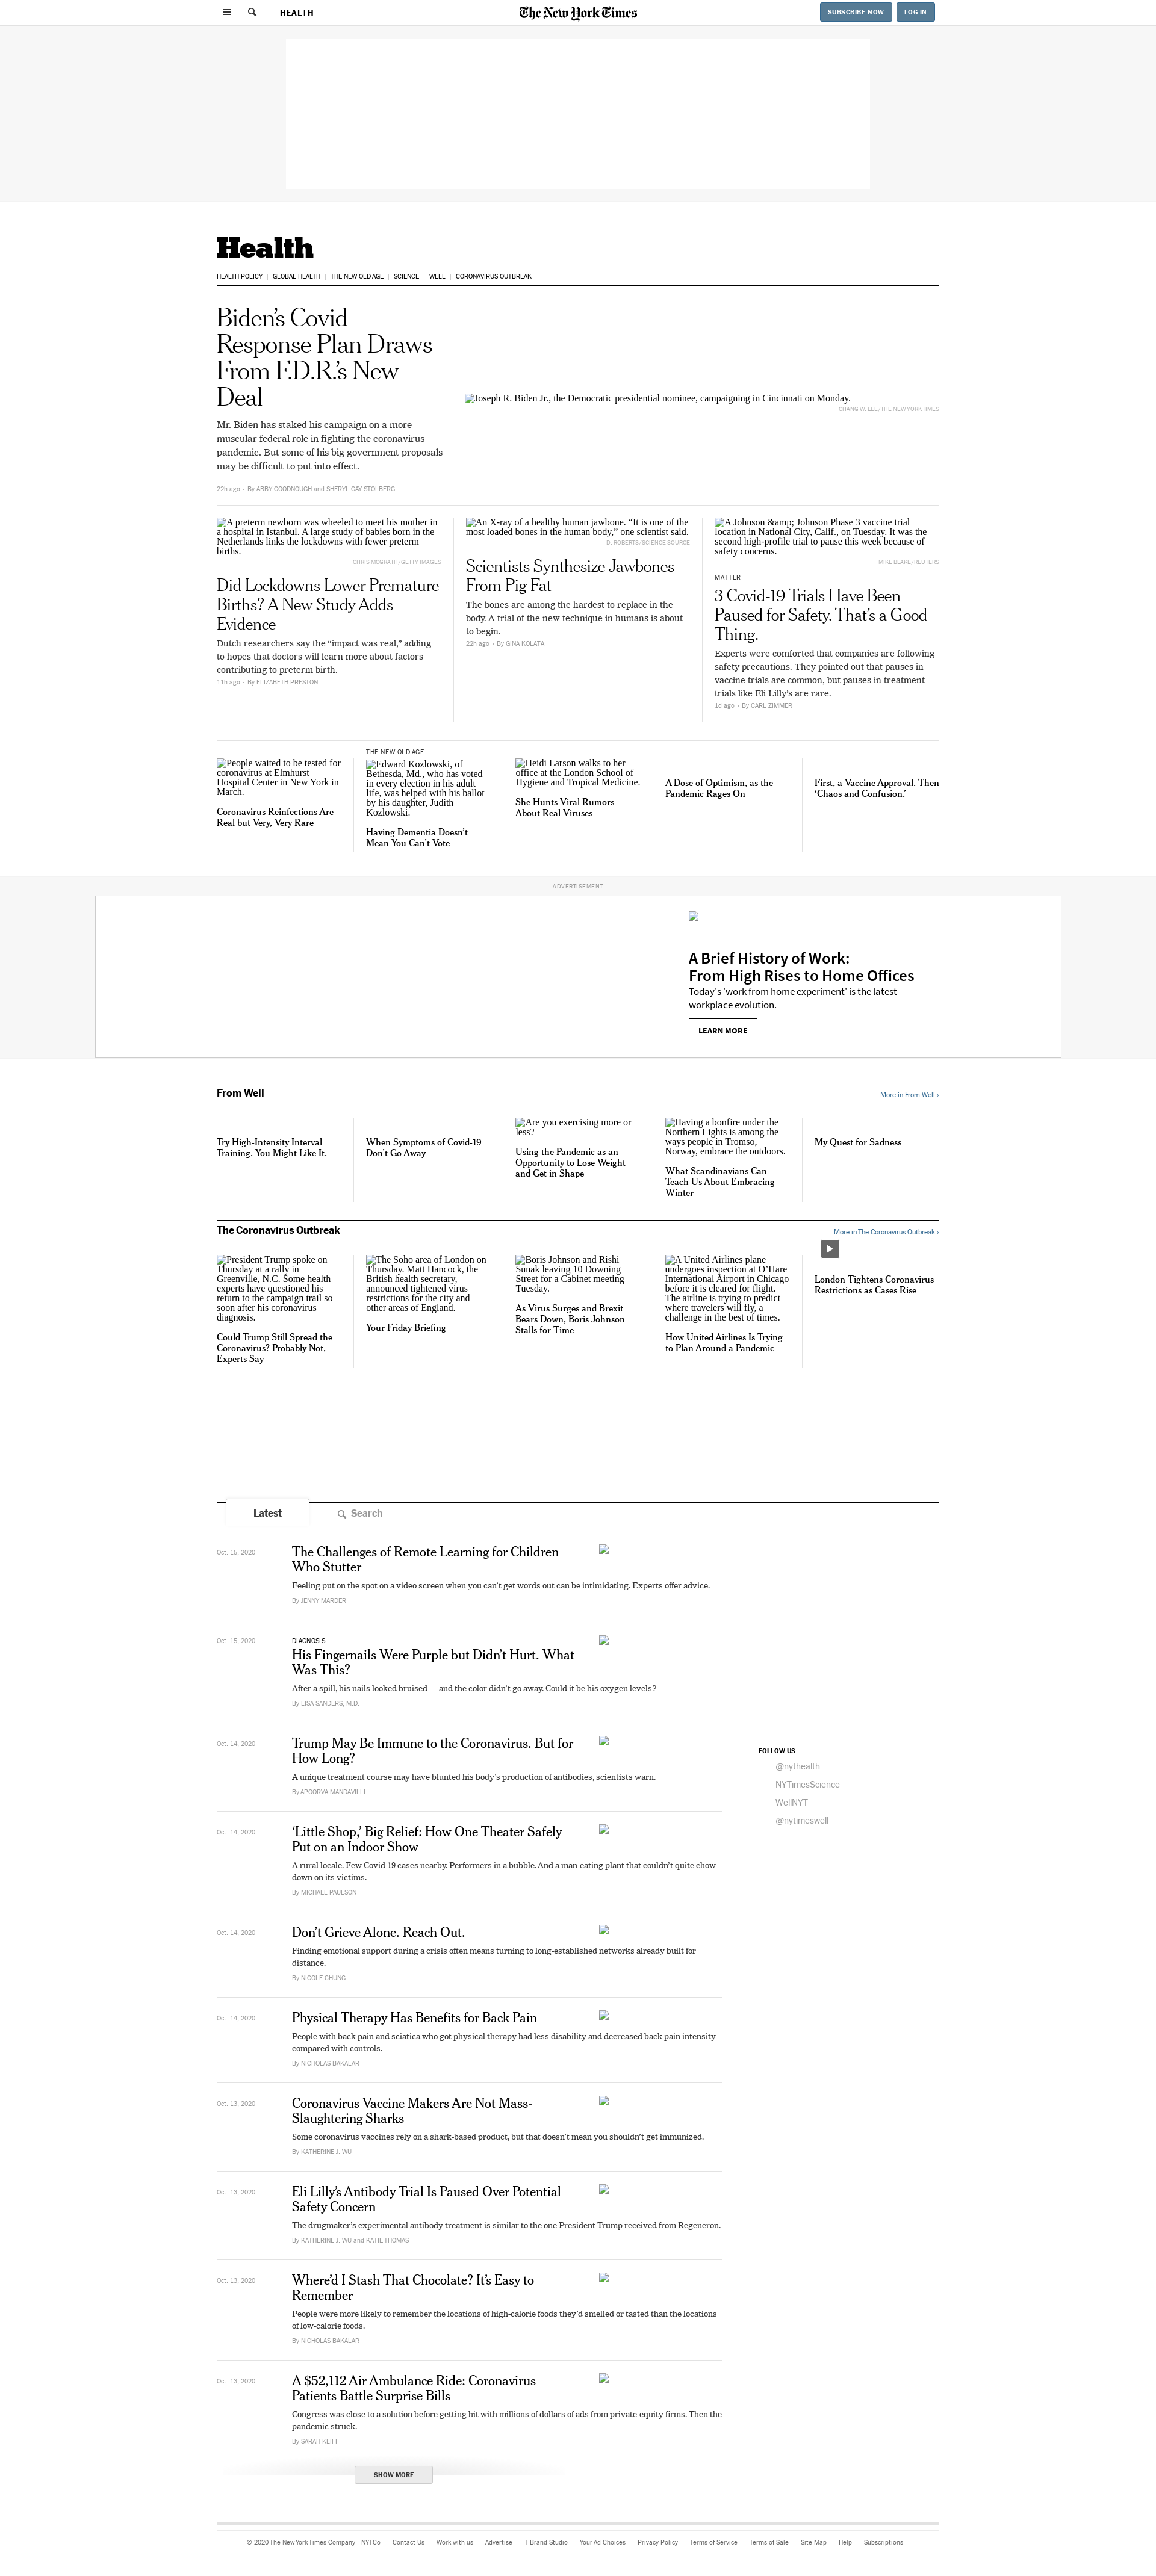 HEALTH
The New York Times
SUBSCRIBE NOW
LOG IN
Health
HEALTH POLICY | GLOBAL HEALTH | THE NEW OLD AGE | SCIENCE | WELL | CORONAVIRUS OUTBREAK
Biden’s Covid
Response Plan Draws
From F.D.R.’s New
Deal
Mr. Biden has staked his campaign on a more
muscular federal role in fighting the coronavirus
pandemic. But some of his big government proposals
may be difficult to put into effect.
22h ago - By ABBY GOODNOUGH and SHERYL GAY STOLBERG
Joseph R. Biden Jr., the Democratic presidential nominee, campaigning in Cincinnati on Monday.
CHANG W. LEE/THE NEW YORK TIMES
A preterm newborn was wheeled to meet his mother in
a hospital in Istanbul. A large study of babies born in the
Netherlands links the lockdowns with fewer preterm
births.
CHRIS MCGRATH/GETTY IMAGES
Did Lockdowns Lower Premature
Births? A New Study Adds
Evidence
Dutch researchers say the “impact was real,” adding
to hopes that doctors will learn more about factors
contributing to preterm birth.
11h ago - By ELIZABETH PRESTON
An X-ray of a healthy human jawbone. “It is one of the
most loaded bones in the human body,” one scientist said.
D. ROBERTS/SCIENCE SOURCE
Scientists Synthesize Jawbones
From Pig Fat
The bones are among the hardest to replace in the
body. A trial of the new technique in humans is about
to begin.
22h ago - By GINA KOLATA
A Johnson &amp; Johnson Phase 3 vaccine trial
location in National City, Calif., on Tuesday. It was the
second high-profile trial to pause this week because of
safety concerns.
MIKE BLAKE/REUTERS
MATTER
3 Covid-19 Trials Have Been
Paused for Safety. That’s a Good
Thing.
Experts were comforted that companies are following
safety precautions. They pointed out that pauses in
vaccine trials are common, but pauses in treatment
trials like Eli Lilly’s are rare.
1d ago - By CARL ZIMMER
People waited to be tested for
coronavirus at Elmhurst
Hospital Center in New York in
March.
Coronavirus Reinfections Are
Real but Very, Very Rare
THE NEW OLD AGE
Edward Kozlowski, of
Bethesda, Md., who has voted
in every election in his adult
life, was helped with his ballot
by his daughter, Judith
Kozlowski.
Having Dementia Doesn’t
Mean You Can’t Vote
Heidi Larson walks to her
office at the London School of
Hygiene and Tropical Medicine.
She Hunts Viral Rumors
About Real Viruses
A Dose of Optimism, as the
Pandemic Rages On
First, a Vaccine Approval. Then
‘Chaos and Confusion.’
ADVERTISEMENT
A Brief History of Work:
From High Rises to Home Offices
Today's 'work from home experiment' is the latest
workplace evolution.
LEARN MORE
From Well
More in From Well ›
Try High-Intensity Interval
Training. You Might Like It.
When Symptoms of Covid-19
Don’t Go Away
Are you exercising more or
less?
Using the Pandemic as an
Opportunity to Lose Weight
and Get in Shape
Having a bonfire under the
Northern Lights is among the
ways people in Tromso,
Norway, embrace the outdoors.
What Scandinavians Can
Teach Us About Embracing
Winter
My Quest for Sadness
The Coronavirus Outbreak
More in The Coronavirus Outbreak ›
President Trump spoke on
Thursday at a rally in
Greenville, N.C. Some health
experts have questioned his
return to the campaign trail so
soon after his coronavirus
diagnosis.
Could Trump Still Spread the
Coronavirus? Probably Not,
Experts Say
The Soho area of London on
Thursday. Matt Hancock, the
British health secretary,
announced tightened virus
restrictions for the city and
other areas of England.
Your Friday Briefing
Boris Johnson and Rishi
Sunak leaving 10 Downing
Street for a Cabinet meeting
Tuesday.
As Virus Surges and Brexit
Bears Down, Boris Johnson
Stalls for Time
A United Airlines plane
undergoes inspection at O’Hare
International Airport in Chicago
before it is cleared for flight.
The airline is trying to predict
where travelers will fly, a
challenge in the best of times.
How United Airlines Is Trying
to Plan Around a Pandemic
London Tightens Coronavirus
Restrictions as Cases Rise
Latest
Search
Oct. 15, 2020
The Challenges of Remote Learning for Children
Who Stutter
Feeling put on the spot on a video screen when you can’t get words out can be intimidating. Experts offer advice.
By JENNY MARDER
Oct. 15, 2020
DIAGNOSIS
His Fingernails Were Purple but Didn’t Hurt. What
Was This?
After a spill, his nails looked bruised — and the color didn’t go away. Could it be his oxygen levels?
By LISA SANDERS, M.D.
Oct. 14, 2020
Trump May Be Immune to the Coronavirus. But for
How Long?
A unique treatment course may have blunted his body’s production of antibodies, scientists warn.
By APOORVA MANDAVILLI
Oct. 14, 2020
‘Little Shop,’ Big Relief: How One Theater Safely
Put on an Indoor Show
A rural locale. Few Covid-19 cases nearby. Performers in a bubble. And a man-eating plant that couldn’t quite chow
down on its victims.
By MICHAEL PAULSON
Oct. 14, 2020
Don’t Grieve Alone. Reach Out.
Finding emotional support during a crisis often means turning to long-established networks already built for
distance.
By NICOLE CHUNG
Oct. 14, 2020
Physical Therapy Has Benefits for Back Pain
People with back pain and sciatica who got physical therapy had less disability and decreased back pain intensity
compared with controls.
By NICHOLAS BAKALAR
Oct. 13, 2020
Coronavirus Vaccine Makers Are Not Mass-
Slaughtering Sharks
Some coronavirus vaccines rely on a shark-based product, but that doesn’t mean you shouldn’t get immunized.
By KATHERINE J. WU
Oct. 13, 2020
Eli Lilly’s Antibody Trial Is Paused Over Potential
Safety Concern
The drugmaker’s experimental antibody treatment is similar to the one President Trump received from Regeneron.
By KATHERINE J. WU and KATIE THOMAS
Oct. 13, 2020
Where’d I Stash That Chocolate? It’s Easy to
Remember
People were more likely to remember the locations of high-calorie foods they’d smelled or tasted than the locations
of low-calorie foods.
By NICHOLAS BAKALAR
Oct. 13, 2020
A $52,112 Air Ambulance Ride: Coronavirus
Patients Battle Surprise Bills
Congress was close to a solution before getting hit with millions of dollars of ads from private-equity firms. Then the
pandemic struck.
By SARAH KLIFF
SHOW MORE
FOLLOW US
@nythealth
NYTimesScience
WellNYT
@nytimeswell
© 2020 The New York Times Company NYTCo Contact Us Work with us Advertise T Brand Studio Your Ad Choices Privacy Policy Terms of Service Terms of Sale Site Map Help Subscriptions